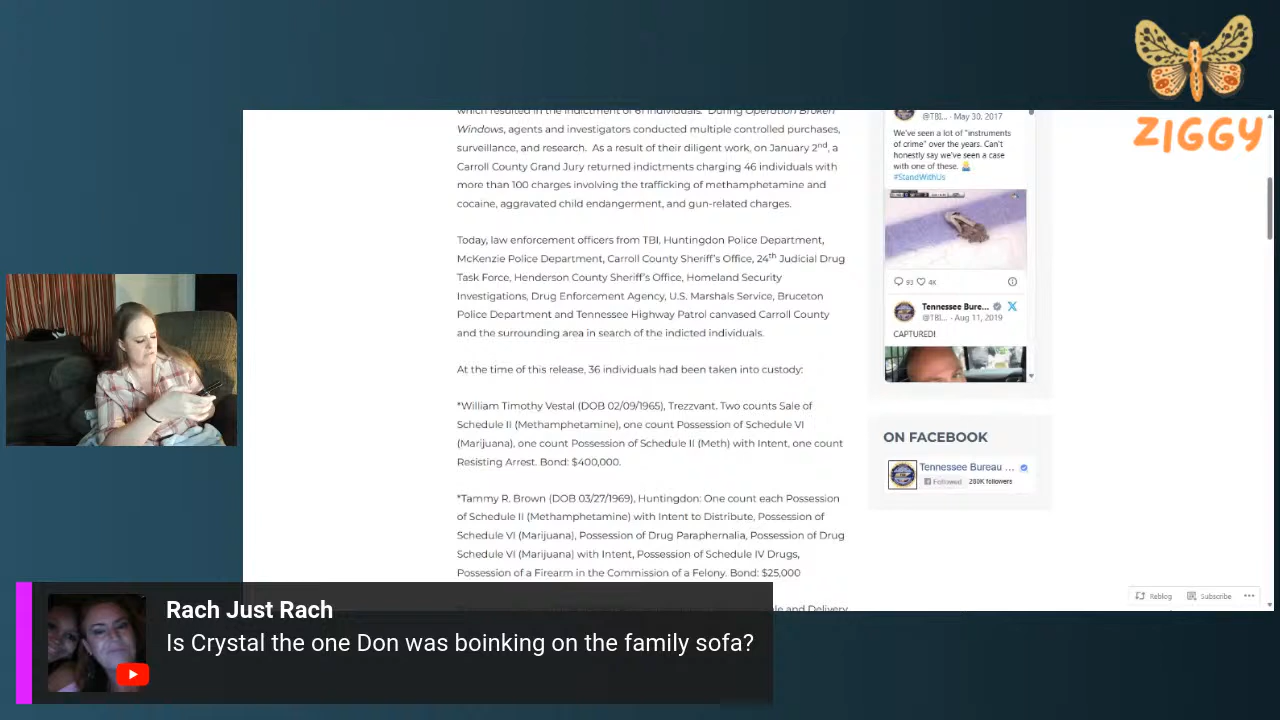 ZIGGY
which resulted in the indictment of 61 individuals. During Operation Broken
Windows, agents and investigators conducted multiple controlled purchases,
surveillance, and research. As a result of their diligent work, on January 2nd, a
Carroll County Grand Jury returned indictments charging 46 individuals with
more than 100 charges involving the trafficking of methamphetamine and
cocaine, aggravated child endangerment, and gun-related charges.
Today, law enforcement officers from TBI, Huntingdon Police Department,
McKenzie Police Department, Carroll County Sheriff's Office, 24th Judicial Drug
Task Force, Henderson County Sheriff's Office, Homeland Security
Investigations, Drug Enforcement Agency, U.S. Marshals Service, Bruceton
Police Department and Tennessee Highway Patrol canvased Carroll County
and the surrounding area in search of the indicted individuals.
At the time of this release, 36 individuals had been taken into custody:
*William Timothy Vestal (DOB 02/09/1965), Trezzvant. Two counts Sale of
Schedule II (Methamphetamine), one count Possession of Schedule VI
(Marijuana), one count Possession of Schedule II (Meth) with Intent, one count
Resisting Arrest. Bond: $400,000.
*Tammy R. Brown (DOB 03/27/1969), Huntingdon: One count each Possession
of Schedule II (Methamphetamine) with Intent to Distribute, Possession of
Schedule VI (Marijuana), Possession of Drug Paraphernalia, Possession of Drug
Schedule VI (Marijuana) with Intent, Possession of Schedule IV Drugs,
Possession of a Firearm in the Commission of a Felony. Bond: $25,000
le and Delivery
@TBI... · May 30, 2017
We've seen a lot of "instruments
of crime" over the years. Can't
honestly say we've seen a case
with one of these.
#StandWithUs
93 4K
Tennessee Bure...
@TBI... · Aug 11, 2019
CAPTURED!
ON FACEBOOK
Tennessee Bureau ...
Followed 280K followers
Reblog Subscribe ...
Rach Just Rach
Is Crystal the one Don was boinking on the family sofa?